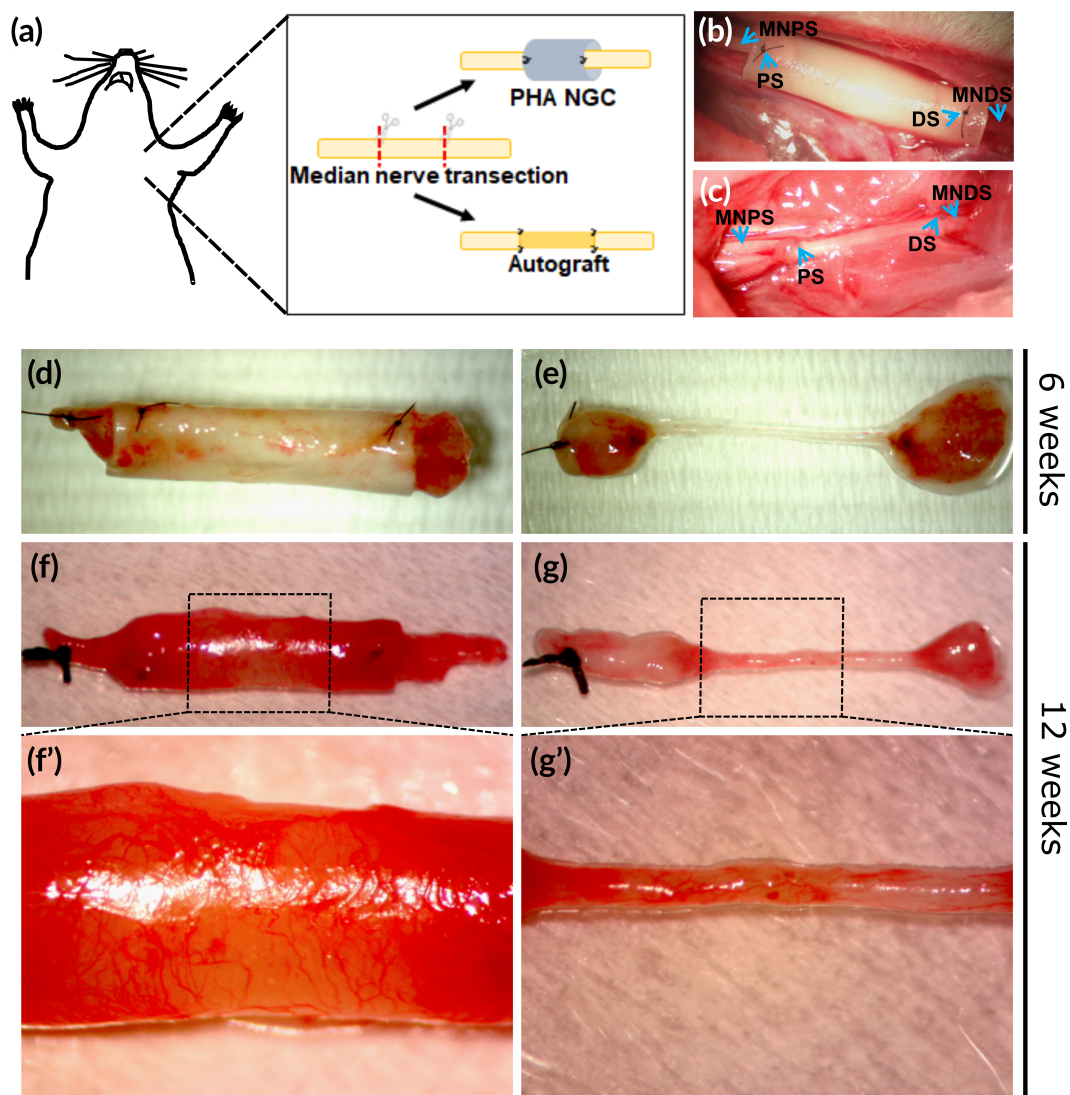 (a)
PHA NGC
Median nerve transection
Autograft
(b)
MNPS
PS
MNDS
DS
(c)
MNPS
MNDS
PS
DS
(d)
(e)
6 weeks
(f)
(g)
(f’)
(g’)
12 weeks